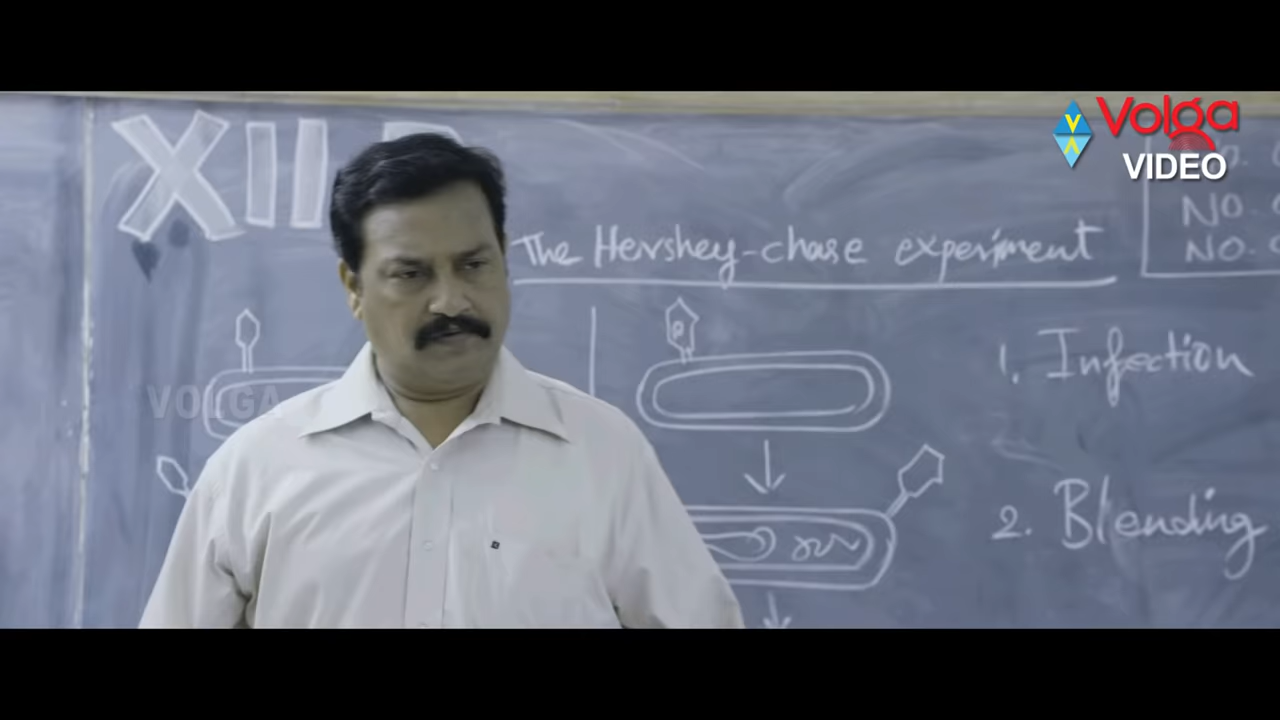 Volga
VIDEO
XII
The Hershey-chase experiment
NO.
NO.
1. Infection
VOLGA
2. Blending